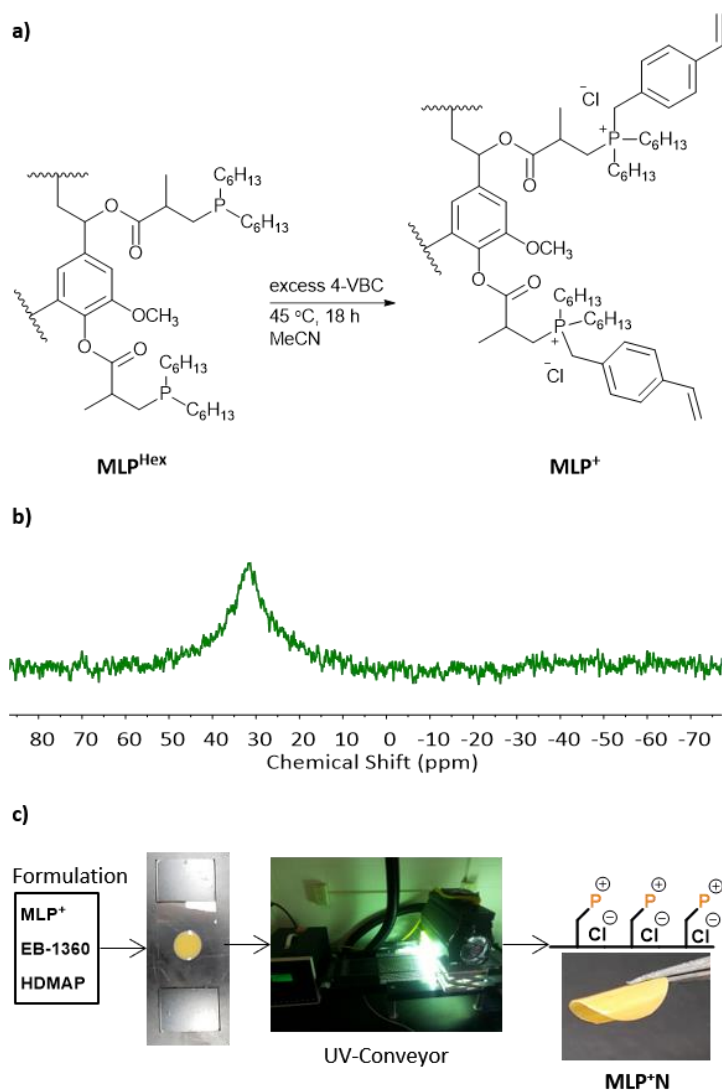 a)
−Cl
P+
C6H13
C6H13
O
O
OCH3
O
O
P
C6H13
C6H13
O
O
OCH3
O
O
C6H13
P
C6H13
excess 4-VBC
45 °C, 18 h
MeCN
C6H13
C6H13
P+
−Cl
MLPHex
MLP+
b)
80 70 60 50 40 30 20 10 0 -10 -20 -30 -40 -50 -60 -70
Chemical Shift (ppm)
c)
Formulation
MLP+
EB-1360
HDMAP
P+ P+ P+
Cl− Cl− Cl−
UV-Conveyor
MLP+N